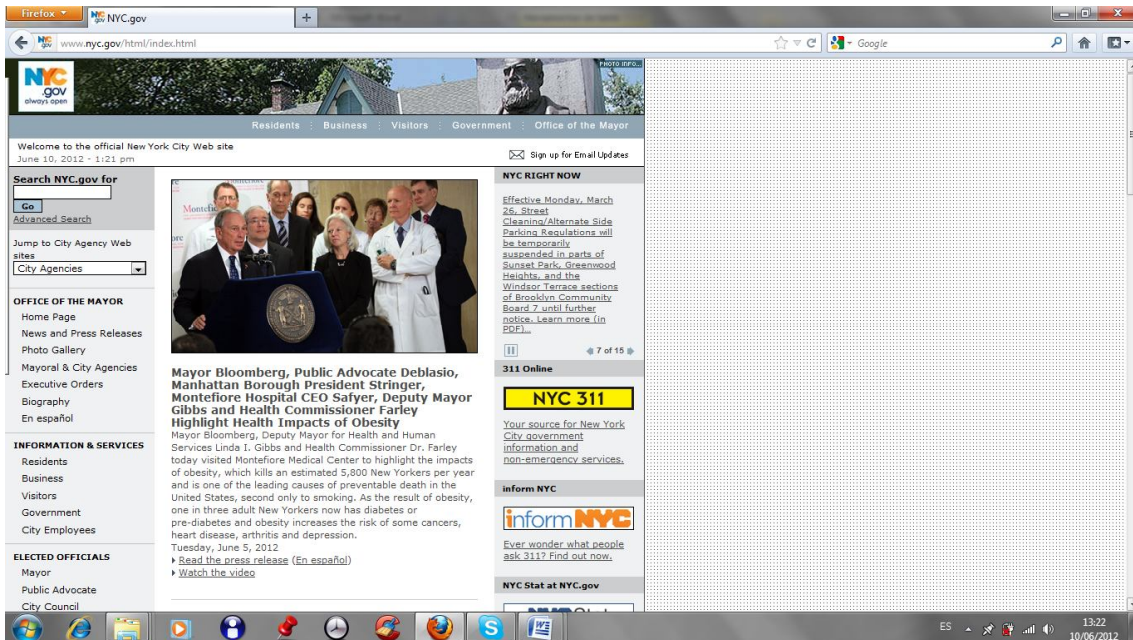 Firefox
NYC.gov
www.nyc.gov/html/index.html
Google
PHOTO INFO...
NYC
.gov
always open
Residents
Business
Visitors
Government
Office of the Mayor
Welcome to the official New York City Web site
June 10, 2012 - 1:21 pm
Sign up for Email Updates
Search NYC.gov for
Go
Advanced Search
Jump to City Agency Web
sites
City Agencies
OFFICE OF THE MAYOR
Home Page
News and Press Releases
Photo Gallery
Mayoral & City Agencies
Executive Orders
Biography
En español
INFORMATION & SERVICES
Residents
Business
Visitors
Government
City Employees
ELECTED OFFICIALS
Mayor
Public Advocate
City Council
Montefiore
Mayor Bloomberg, Public Advocate Deblasio,
Manhattan Borough President Stringer,
Montefiore Hospital CEO Safyer, Deputy Mayor
Gibbs and Health Commissioner Farley
Highlight Health Impacts of Obesity
Mayor Bloomberg, Deputy Mayor for Health and Human
Services Linda I. Gibbs and Health Commissioner Dr. Farley
today visited Montefiore Medical Center to highlight the impacts
of obesity, which kills an estimated 5,800 New Yorkers per year
and is one of the leading causes of preventable death in the
United States, second only to smoking. As the result of obesity,
one in three adult New Yorkers now has diabetes or
pre-diabetes and obesity increases the risk of some cancers,
heart disease, arthritis and depression.
Tuesday, June 5, 2012
Read the press release (En español)
Watch the video
NYC RIGHT NOW
Effective Monday, March
26, Street
Cleaning/Alternate Side
Parking Regulations will
be temporarily
suspended in parts of
Sunset Park, Greenwood
Heights, and the
Windsor Terrace sections
of Brooklyn Community
Board 7 until further
notice. Learn more (in
PDF)...
7 of 15
311 Online
NYC 311
Your source for New York
City government
information and
non-emergency services.
inform NYC
inform NYC
Ever wonder what people
ask 311? Find out now.
NYC Stat at NYC.gov
ES
13:22
10/06/2012